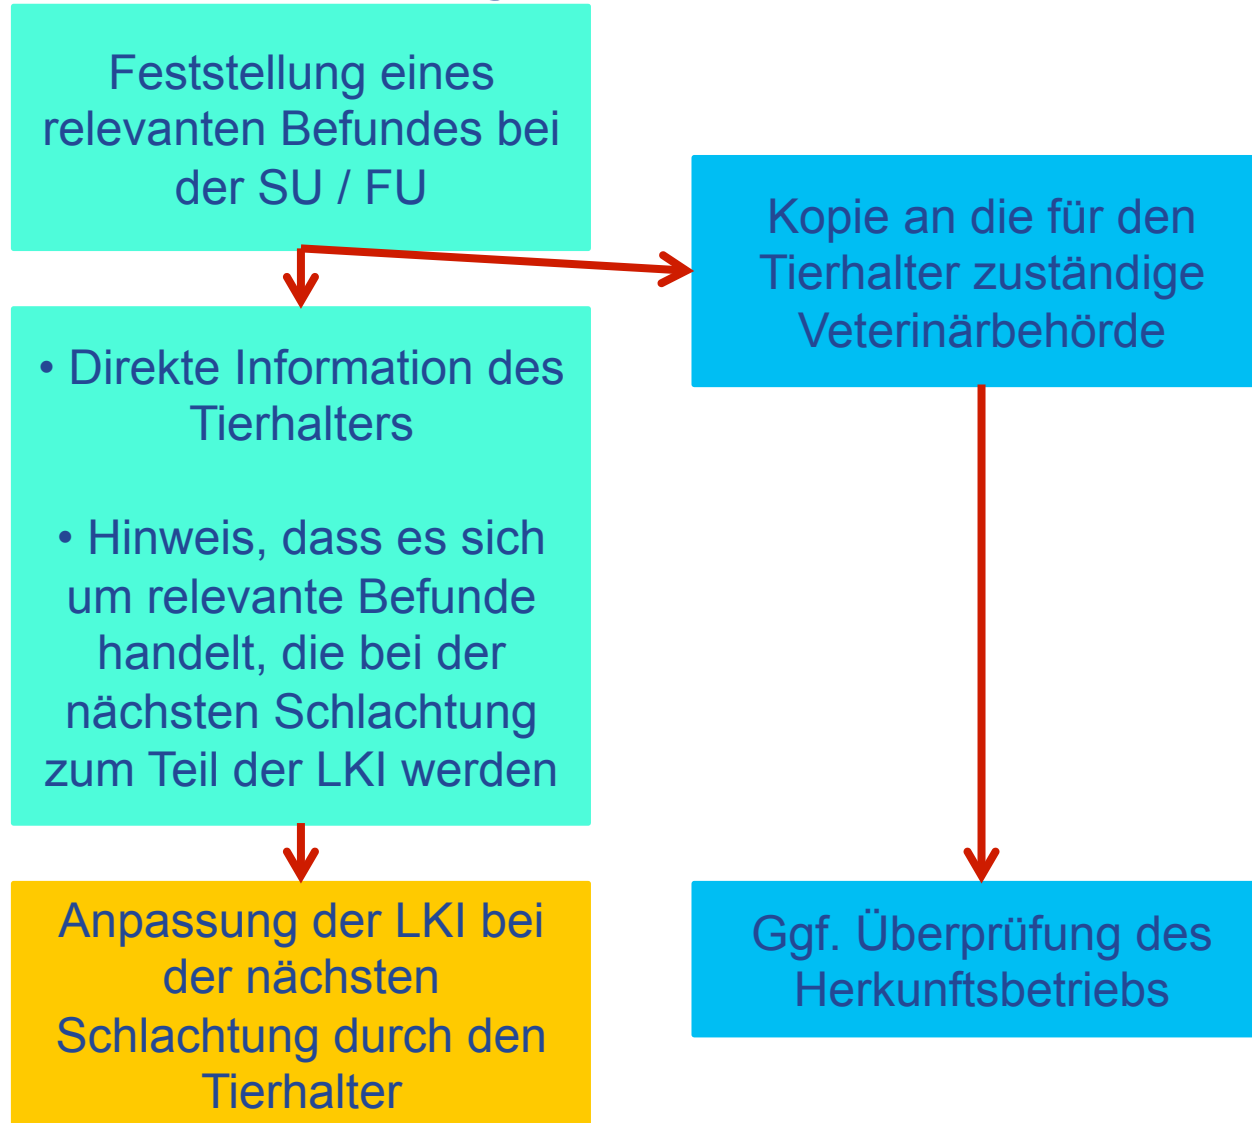 Feststellung eines
relevanten Befundes bei
der SU / FU
Kopie an die für den
Tierhalter zuständige
Veterinärbehörde
• Direkte Information des
Tierhalters
• Hinweis, dass es sich
um relevante Befunde
handelt, die bei der
nächsten Schlachtung
zum Teil der LKI werden
Anpassung der LKI bei
der nächsten
Schlachtung durch den
Tierhalter
Ggf. Überprüfung des
Herkunftsbetriebs